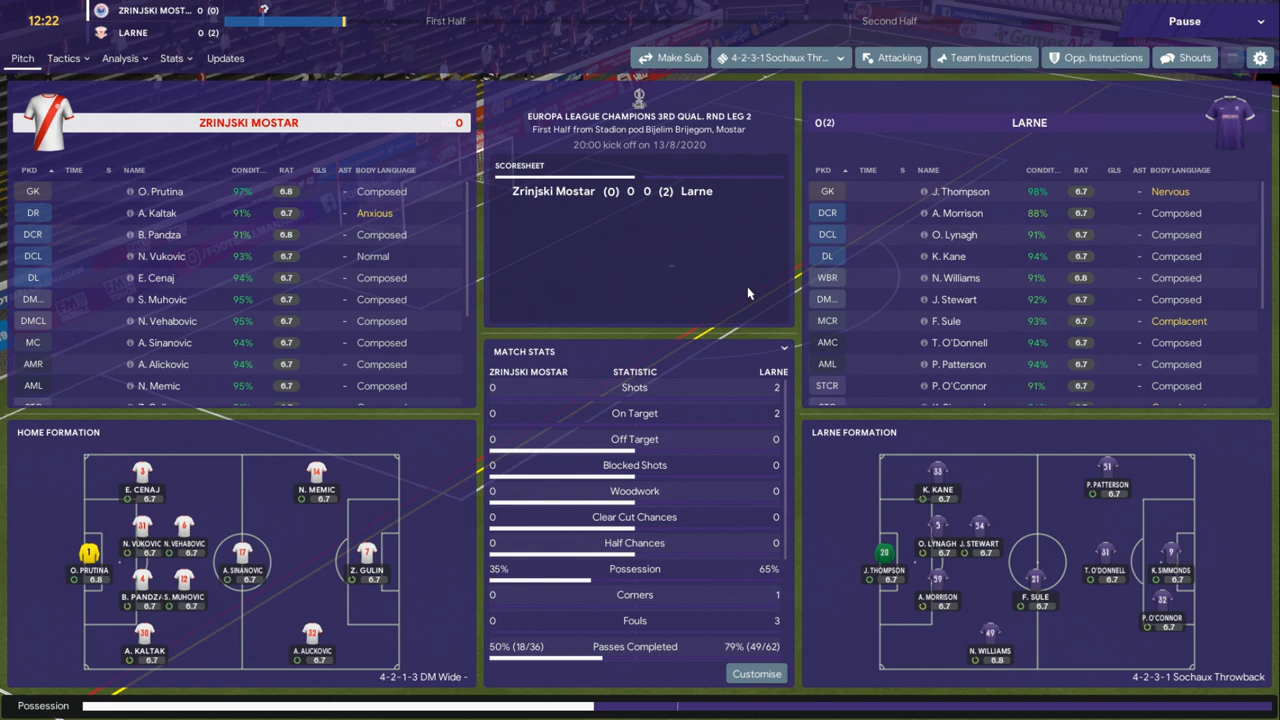 12:22 ZRINJSKI MOST... 0 (0) First Half Second Half Pause
LARNE 0 (2)
Pitch Tactics Analysis Stats Updates Make Sub 4-2-3-1 Sochaux Thr... Attacking Team Instructions Opp. Instructions Shouts
ZRINJSKI MOSTAR 0
PKD TIME S NAME CONDIT... RAT GLS AST BODY LANGUAGE
GK O. Prutina 97% 6.8 - Composed
DR A. Kaltak 91% 6.7 - Anxious
DCR B. Pandza 91% 6.8 - Composed
DCL N. Vukovic 93% 6.7 - Normal
DL E. Cenaj 94% 6.7 - Composed
DM... S. Muhovic 95% 6.7 - Composed
DMCL N. Vehabovic 95% 6.7 - Composed
MC A. Sinanovic 94% 6.7 - Composed
AMR A. Alickovic 94% 6.7 - Composed
AML N. Memic 95% 6.7 - Composed
EUROPA LEAGUE CHAMPIONS 3RD QUAL. RND LEG 2
First Half from Stadion pod Bijelim Brijegom, Mostar
20:00 kick off on 13/8/2020
SCORESHEET
Zrinjski Mostar (0) 0 0 (2) Larne
0(2) LARNE
PKD TIME S NAME CONDIT... RAT GLS AST BODY LANGUAGE
GK J. Thompson 98% 6.7 - Nervous
DCR A. Morrison 88% 6.7 - Composed
DCL O. Lynagh 91% 6.7 - Composed
DL K. Kane 94% 6.7 - Composed
WBR N. Williams 91% 6.8 - Composed
DM... J. Stewart 92% 6.7 - Composed
MCR F. Sule 93% 6.7 - Complacent
AMC T. O'Donnell 94% 6.7 - Composed
AML P. Patterson 94% 6.7 - Composed
STCR P. O'Connor 91% 6.7 - Composed
MATCH STATS
ZRINJSKI MOSTAR STATISTIC LARNE
0 Shots 2
0 On Target 2
0 Off Target 0
0 Blocked Shots 0
0 Woodwork 0
0 Clear Cut Chances 0
0 Half Chances 0
35% Possession 65%
0 Corners 1
0 Fouls 3
50% (18/36) Passes Completed 79% (49/62)
Customise
HOME FORMATION
3 14
E. CENAJ N. MEMIC
6.7 6.7
31 6
N. VUKOVIC N. VEHABOVIC
6.7 6.7
1 17 7
O. PRUTINA A. SINANOVIC Z. GULIN
6.8 6.7 6.7
4 12
B. PANDZA S. MUHOVIC
6.7 6.7
30 32
A. KALTAK A. ALICKOVIC
6.7 6.7
4-2-1-3 DM Wide -
LARNE FORMATION
33 51
K. KANE P. PATTERSON
6.7 6.7
5 54
O. LYNAGH J. STEWART
6.7 6.7
20 31 9
J. THOMPSON T. O'DONNELL K. SIMMONDS
6.7 6.7 6.7
59 21 32
A. MORRISON F. SULE P. O'CONNOR
6.7 6.7 6.7
49
N. WILLIAMS
6.8
4-2-3-1 Sochaux Throwback
Possession